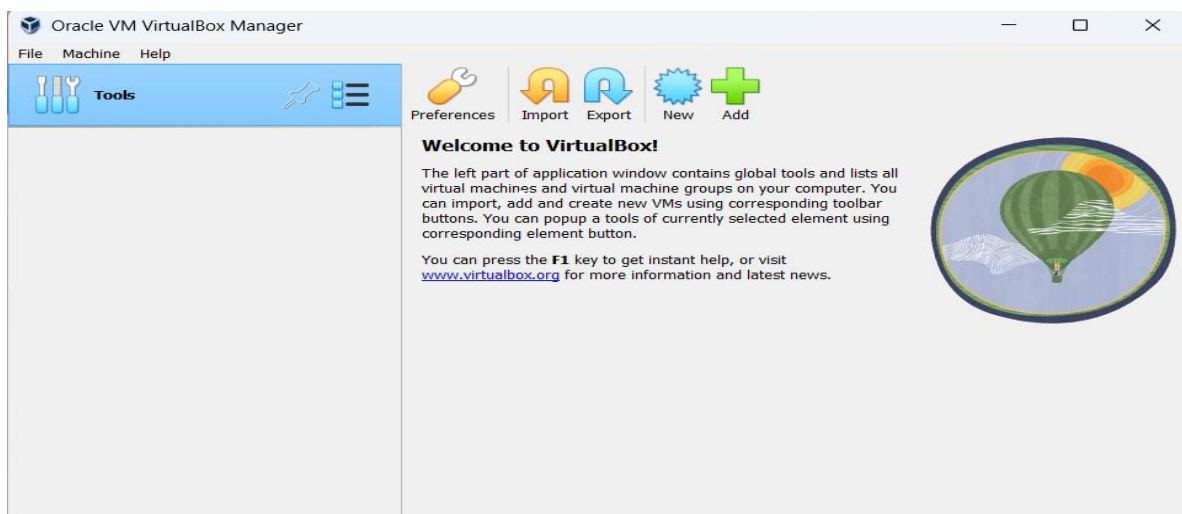 Oracle VM VirtualBox Manager
File Machine Help
Tools
Preferences Import Export New Add
Welcome to VirtualBox!
The left part of application window contains global tools and lists all
virtual machines and virtual machine groups on your computer. You
can import, add and create new VMs using corresponding toolbar
buttons. You can popup a tools of currently selected element using
corresponding element button.
You can press the F1 key to get instant help, or visit
www.virtualbox.org for more information and latest news.